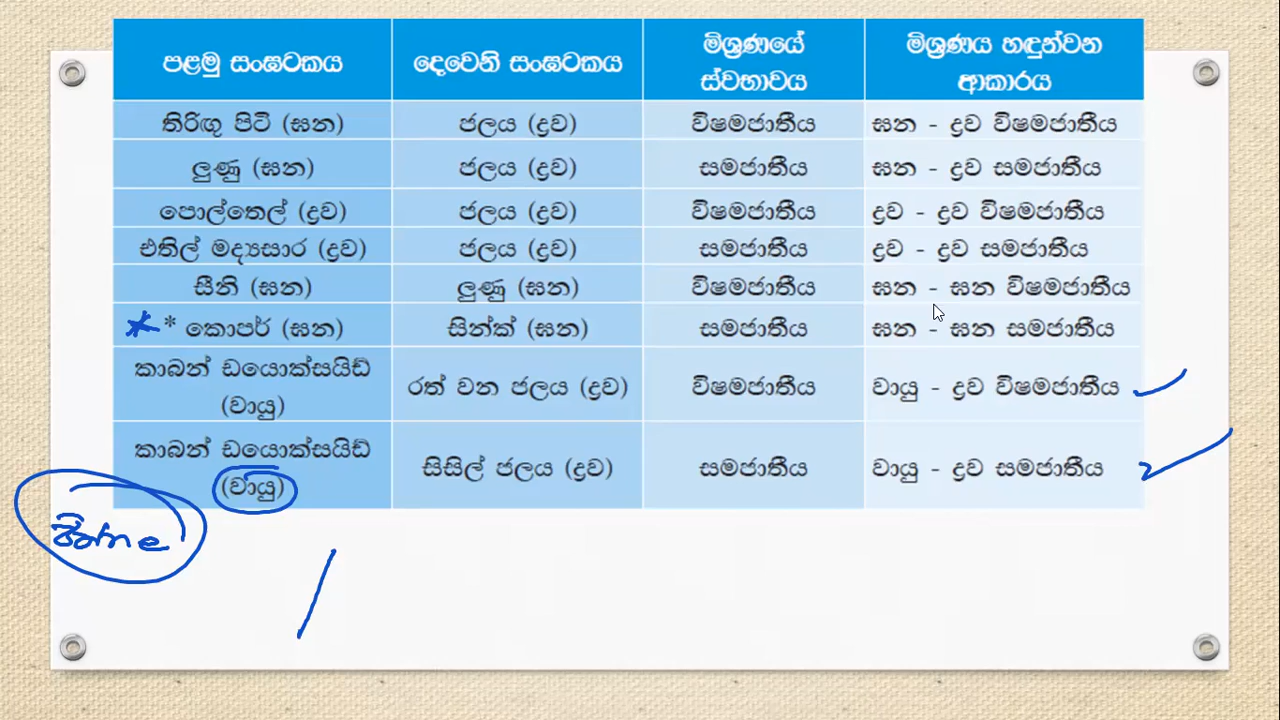 පළමු සංඝටකය දෙවෙනි සංඝටකය මිශ්‍රණයේ ස්වභාවය මිශ්‍රණය හඳුන්වන ආකාරය
තිරිඟු පිටි (ඝන) ජලය (ද්‍රව) විෂමජාතීය ඝන - ද්‍රව විෂමජාතීය
ලුණු (ඝන) ජලය (ද්‍රව) සමජාතීය ඝන - ද්‍රව සමජාතීය
පොල්තෙල් (ද්‍රව) ජලය (ද්‍රව) විෂමජාතීය ද්‍රව - ද්‍රව විෂමජාතීය
එතිල් මද්‍යසාර (ද්‍රව) ජලය (ද්‍රව) සමජාතීය ද්‍රව - ද්‍රව සමජාතීය
සීනි (ඝන) ලුණු (ඝන) විෂමජාතීය ඝන - ඝන විෂමජාතීය
* කොපර් (ඝන) සින්ක් (ඝන) සමජාතීය ඝන - ඝන සමජාතීය
කාබන් ඩයොක්සයිඩ් (වායු) රත් වන ජලය (ද්‍රව) විෂමජාතීය වායු - ද්‍රව විෂමජාතීය
කාබන් ඩයොක්සයිඩ් (වායු) සිසිල් ජලය (ද්‍රව) සමජාතීය වායු - ද්‍රව සමජාතීය